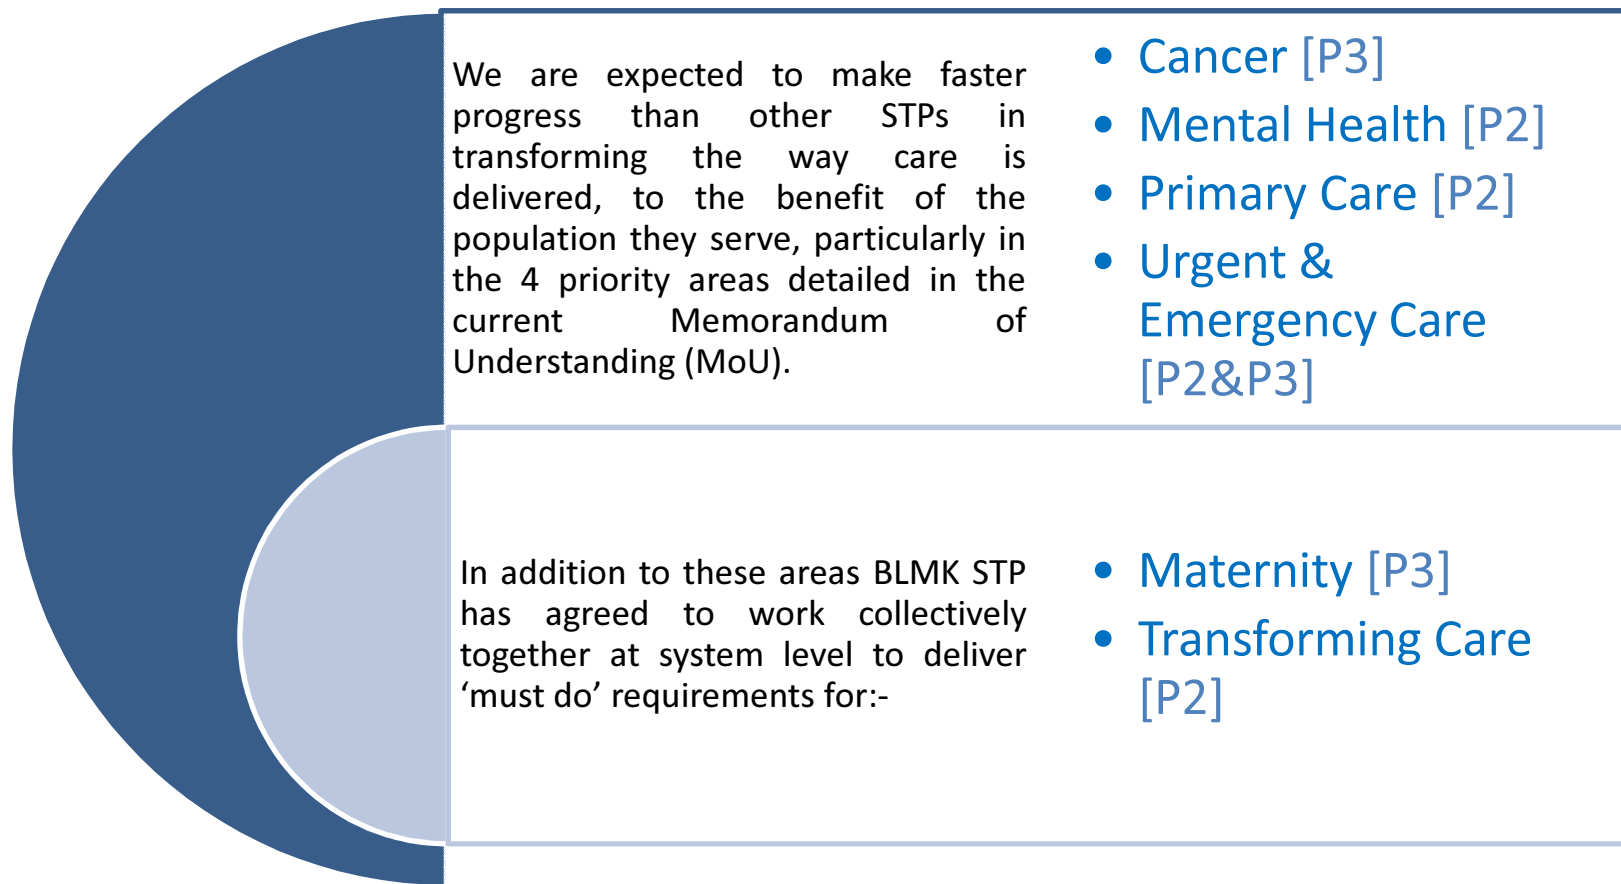 We are expected to make faster
progress than other STPs in
transforming the way care is
delivered, to the benefit of the
population they serve, particularly in
the 4 priority areas detailed in the
current Memorandum of
Understanding (MoU).
• Cancer [P3]
• Mental Health [P2]
• Primary Care [P2]
• Urgent &
Emergency Care
[P2&P3]
In addition to these areas BLMK STP
has agreed to work collectively
together at system level to deliver
‘must do’ requirements for:-
• Maternity [P3]
• Transforming Care
[P2]